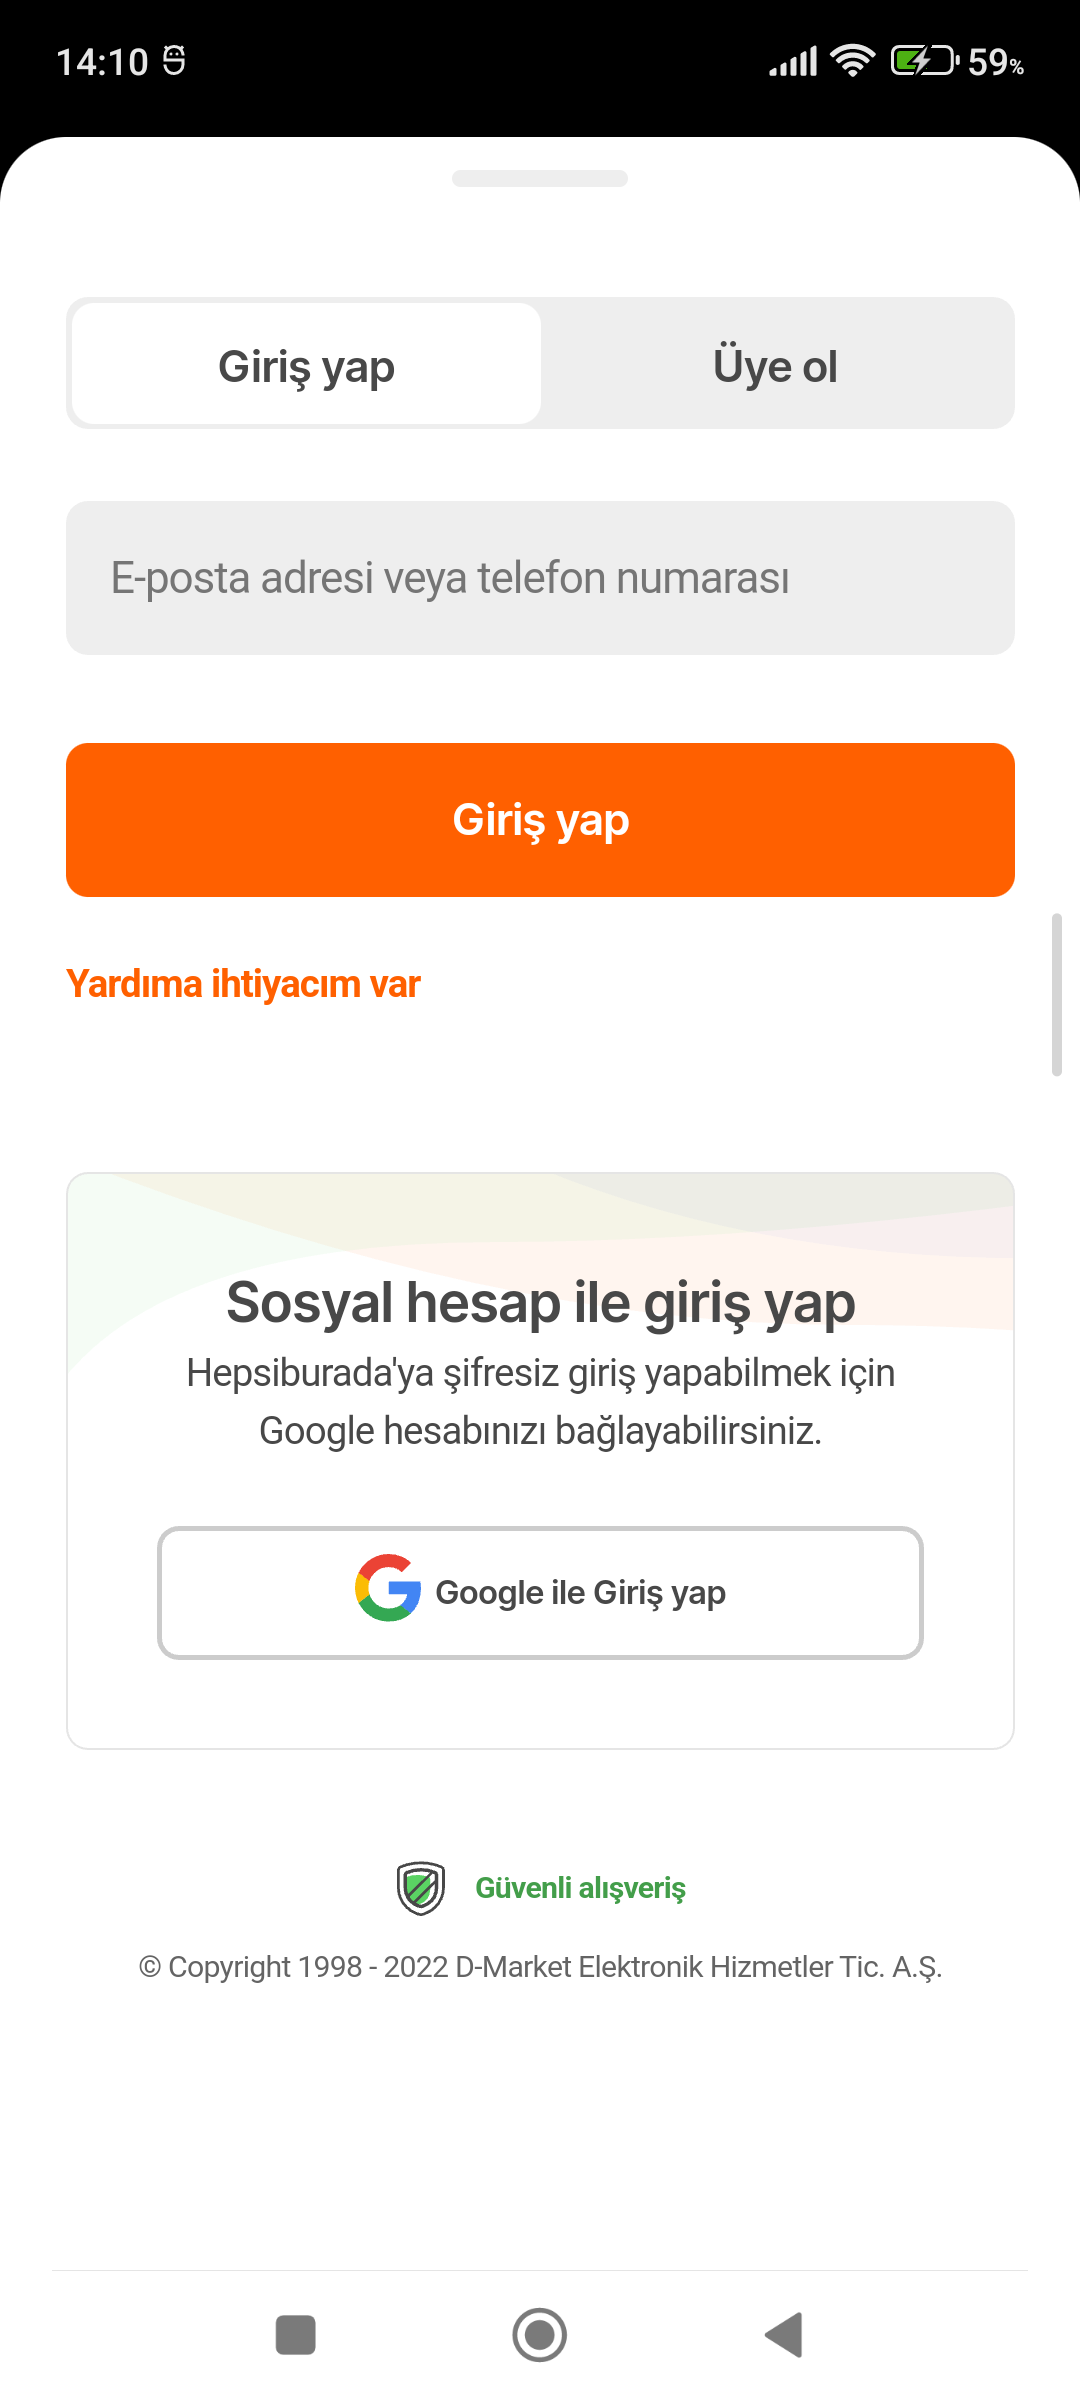 14:10
59%
Giriş yap
Üye ol
E-posta adresi veya telefon numarası
Giriş yap
Yardıma ihtiyacım var
Sosyal hesap ile giriş yap
Hepsiburada'ya şifresiz giriş yapabilmek için
Google hesabınızı bağlayabilirsiniz.
Google ile Giriş yap
Güvenli alışveriş
© Copyright 1998 - 2022 D-Market Elektronik Hizmetler Tic. A.Ş.